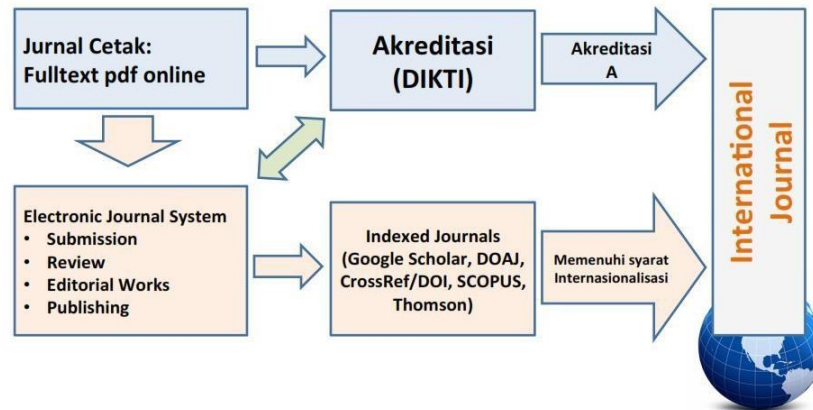 Jurnal Cetak:
Fulltext pdf online
Akreditasi
(DIKTI)
Akreditasi
A
International
Journal
Electronic Journal System
• Submission
• Review
• Editorial Works
• Publishing
Indexed Journals
(Google Scholar, DOAJ,
CrossRef/DOI, SCOPUS,
Thomson)
Memenuhi syarat
Internasionalisasi